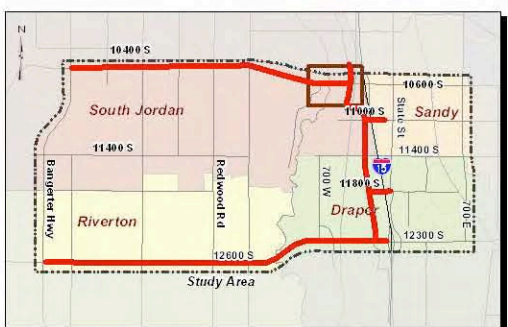 N
10400 S
10600 S
South Jordan
11000 S
State St
Sandy
11400 S
11400 S
Bangerter Hwy
Redwood Rd
700 W
15
11800 S
700 E
Riverton
Draper
12300 S
12600 S
Study Area